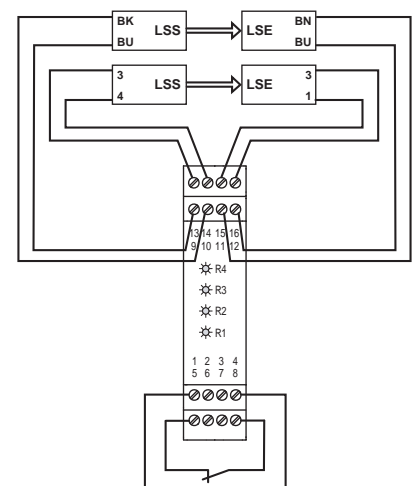 BK LSS LSE BN
BU BU
3 LSS LSE 3
4 1
13 14 15 16
9 10 11 12
R4
R3
R2
R1
1 2 3 4
5 6 7 8